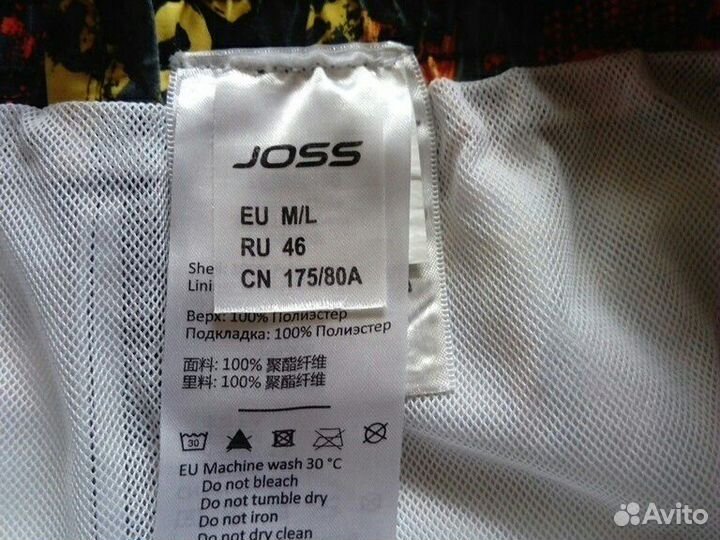 JOSS
EU M/L
RU 46
CN 175/80A
She
Lini
Верх: 100% Полиэстер
Подкладка: 100% Полиэстер
面料: 100% 聚酯纤维
里料: 100% 聚酯纤维
30
EU Machine wash 30 °C
Do not bleach
Do not tumble dry
Do not iron
Do not dry clean
Avito